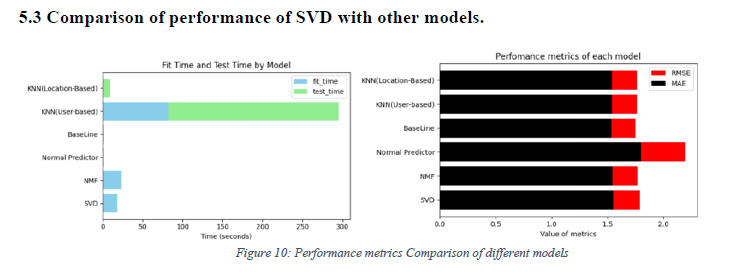 5.3 Comparison of performance of SVD with other models.
Fit Time and Test Time by Model
fit_time
test_time
KNN(Location-Based)
KNN(User-based)
BaseLine
Normal Predictor
NMF
SVD
0 50 100 150 200 250 300
Time (seconds)
Perfomance metrics of each model
RMSE
MAE
KNN(Location-Based)
KNN(User-based)
BaseLine
Normal Predictor
NMF
SVD
0.0 0.5 1.0 1.5 2.0
Value of metrics
Figure 10: Performance metrics Comparison of different models